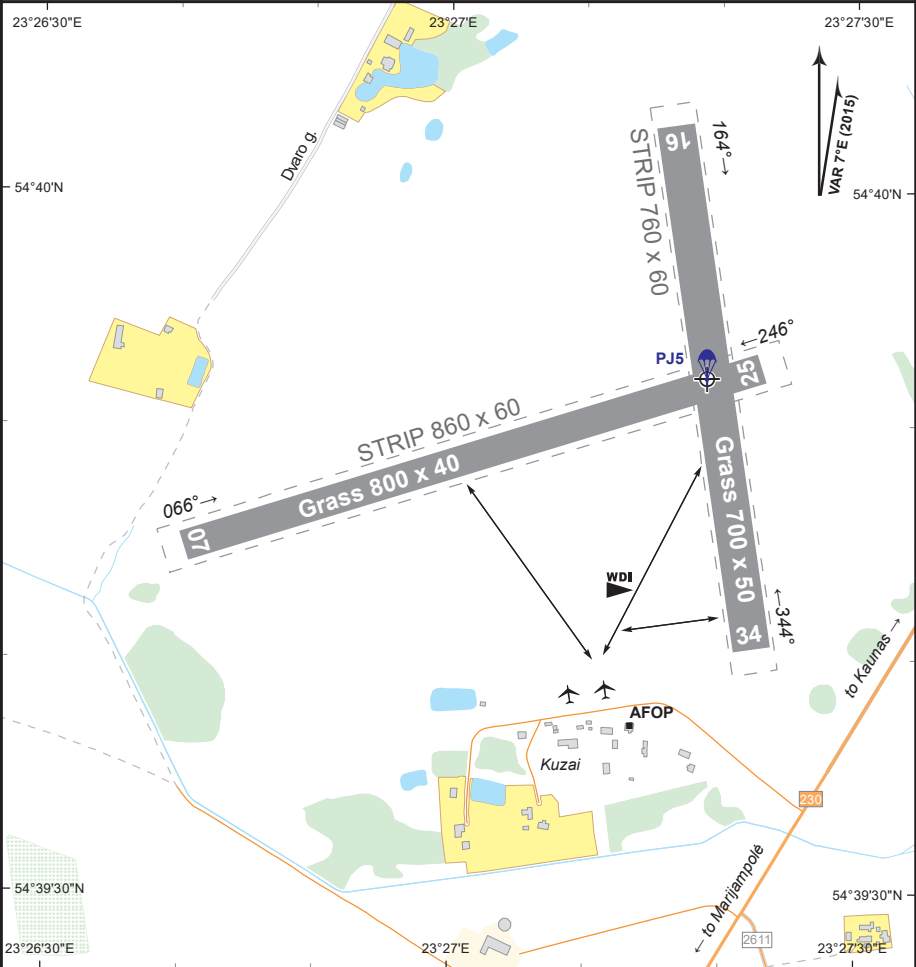 23°26'30"E
23°27'E
23°27'30"E
VAR 7°E (2015)
Dvaro g.
16
164°→
STRIP 760 x 60
54°40'N
54°40'N
←246°
PJ5
25
STRIP 860 x 60
Grass 800 x 40
Grass 700 x 50
066°→
07
WDI
34
←344°
to Kaunas →
AFOP
Kuzai
230
← to Marijampolė
54°39'30"N
54°39'30"N
2611
23°26'30"E
23°27'E
23°27'30"E